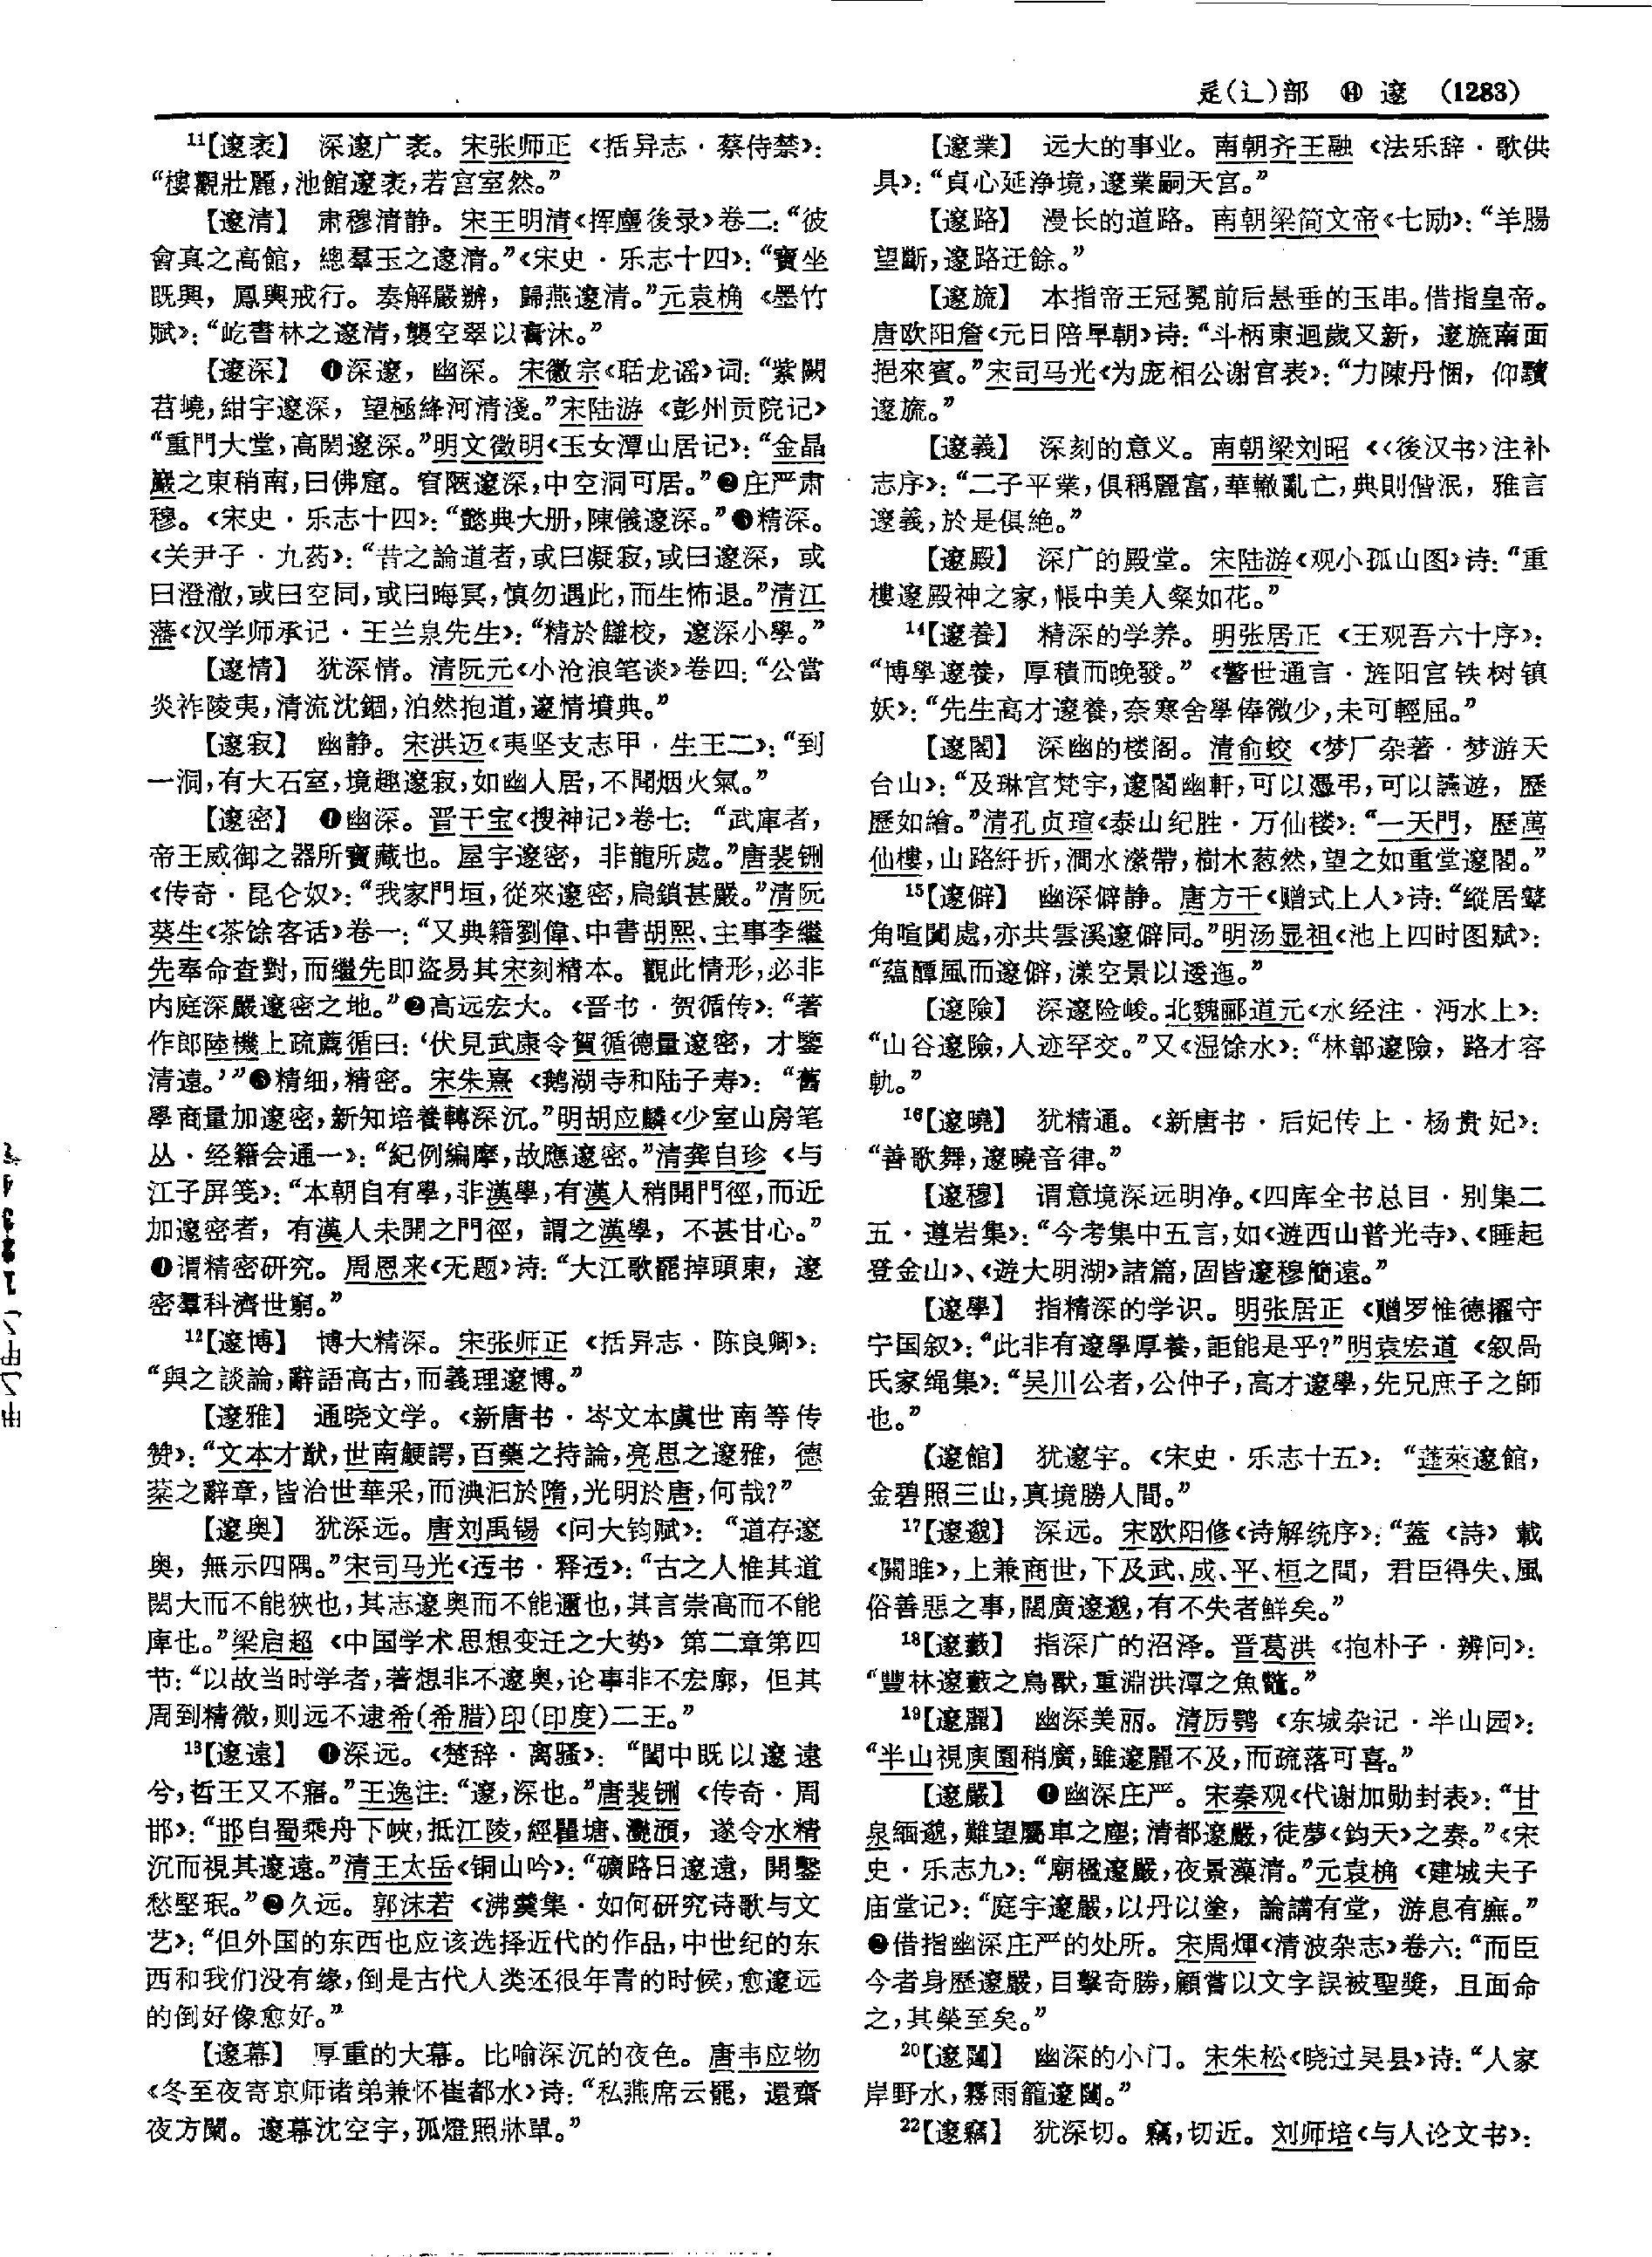 辵(辶)部　⑭　邃　(1283)
11【邃袤】　深邃广袤。宋张师正《括异志·蔡侍禁》:
“樓觀壯麗,池館邃袤,若宫室然。”
【邃清】　肃穆清静。宋王明清《挥麈後录》卷二:“彼
會真之高館，總羣玉之邃清。”《宋史·乐志十四》:“寶坐
既興，鳳輿戒行。奏解嚴辦，歸燕邃清。”元袁桷《墨竹
赋》:“屹書林之邃清,襲空翠以膏沐。”
【邃深】　❶深邃，幽深。宋徽宗《聒龙谣》词:“紫闕
苕嶢,紺宇邃深，望極絳河清淺。”宋陆游《彭州贡院记》
“重門大堂,高閎邃深。”明文徵明《玉女潭山居记》:“金晶
巖之東稍南,曰佛窟。窅陋邃深,中空洞可居。”❷庄严肃
穆。《宋史·乐志十四》:“懿典大册,陳儀邃深。”❸精深。
《关尹子·九药》:“昔之論道者,或曰凝寂,或曰邃深，或
曰澄澈,或曰空同,或曰晦冥,慎勿遇此,而生怖退。”清江
藩《汉学师承记·王兰泉先生》:“精於讎校，邃深小學。”
【邃情】　犹深情。清阮元《小沧浪笔谈》卷四:“公當
炎祚陵夷,清流沈錮,泊然抱道,邃情墳典。”
【邃寂】　幽静。宋洪迈《夷坚支志甲·生王二》:“到
一洞,有大石室,境趣邃寂,如幽人居,不聞烟火氣。”
【邃密】　❶幽深。晋干宝《搜神记》卷七:“武庫者，
帝王威御之器所寶藏也。屋宇邃密，非龍所處。”唐裴铏
《传奇·昆仑奴》:“我家門垣,從來邃密,扃鎖甚嚴。”清阮
葵生《茶馀客话》卷一:“又典籍劉偉、中書胡熙、主事李繼
先奉命查對,而繼先即盜易其宋刻精本。觀此情形,必非
内庭深嚴邃密之地。”❷高远宏大。《晋书·贺循传》:“著
作郎陸機上疏薦循曰:‘伏見武康令賀循德量邃密，才鑒
清遠。’”❸精细,精密。宋朱熹《鹅湖寺和陆子寿》:“舊
學商量加邃密,新知培養轉深沉。”明胡应麟《少室山房笔
丛·经籍会通一》:“紀例編摩,故應邃密。”清龚自珍《与
江子屏笺》:“本朝自有學,非漢學,有漢人稍開門徑,而近
加邃密者，有漢人未開之門徑，謂之漢學，不甚甘心。”
❹谓精密研究。周恩来《无题》诗:“大江歌罷掉頭東，邃
密羣科濟世窮。”
12【邃博】　博大精深。宋张师正《括异志·陈良卿》:
“與之談論,辭語高古,而義理邃博。”
【邃雅】　通晓文学。《新唐书·岑文本虞世南等传
赞》:“文本才猷,世南鯁諤,百藥之持論,亮思之邃雅，德
棻之辭章,皆治世華采,而淟汩於隋,光明於唐,何哉?”
【邃奥】　犹深远。唐刘禹锡《问大钧赋》:“道存邃
奥，無示四隅。”宋司马光《迃书·释迃》:“古之人惟其道
閎大而不能狹也,其志邃奥而不能邇也,其言崇高而不能
庳也。”梁启超《中国学术思想变迁之大势》第二章第四
节:“以故当时学者,著想非不邃奥,论事非不宏廓，但其
周到精微,则远不逮希(希腊)印(印度)二王。”
13【邃遠】　❶深远。《楚辞·离骚》:“閨中既以邃遠
兮,哲王又不寤。”王逸注:“邃,深也。”唐裴铏《传奇·周
邯》:“邯自蜀乘舟下峽,抵江陵,經瞿塘、灧澦，遂令水精
沉而視其邃遠。”清王太岳《铜山吟》:“礦路日邃遠，開鑿
愁堅珉。”❷久远。郭沫若《沸羹集·如何研究诗歌与文
艺》:“但外国的东西也应该选择近代的作品,中世纪的东
西和我们没有缘,倒是古代人类还很年青的时候,愈邃远
的倒好像愈好。”
【邃幕】　厚重的大幕。比喻深沉的夜色。唐韦应物
《冬至夜寄京师诸弟兼怀崔都水》诗:“私燕席云罷，還齋
夜方闌。邃幕沈空宇,孤燈照牀單。”
【邃業】　远大的事业。南朝齐王融《法乐辞·歌供
具》:“貞心延净境,邃業嗣天宫。”
【邃路】　漫长的道路。南朝梁简文帝《七励》:“羊腸
望斷,邃路迂餘。”
【邃旒】　本指帝王冠冕前后悬垂的玉串。借指皇帝。
唐欧阳詹《元日陪早朝》诗:“斗柄東迴歲又新，邃旒南面
挹來賓。”宋司马光《为庞相公谢官表》:“力陳丹悃，仰黷
邃旒。”
【邃義】　深刻的意义。南朝梁刘昭《〈後汉书〉注补
志序》:“二子平業,俱稱麗富,華轍亂亡,典則偕泯，雅言
邃義,於是俱絶。”
【邃殿】　深广的殿堂。宋陆游《观小孤山图》诗:“重
樓邃殿神之家,帳中美人粲如花。”
14【邃養】　精深的学养。明张居正《王观吾六十序》:
“博學邃養，厚積而晚發。”《警世通言·旌阳宫铁树镇
妖》:“先生高才邃養,奈寒舍學俸微少,未可輕屈。”
【邃閣】　深幽的楼阁。清俞蛟《梦厂杂著·梦游天
台山》:“及琳宫梵宇,邃閣幽軒,可以憑弔,可以讌遊，歷
歷如繪。”清孔贞瑄《泰山纪胜·万仙楼》:“一天門，歷萬
仙樓,山路紆折,澗水瀠帶,樹木葱然,望之如重堂邃閣。”
15【邃僻】　幽深僻静。唐方干《赠式上人》诗:“縱居鼙
角喧闐處,亦共雲溪邃僻同。”明汤显祖《池上四时图赋》:
“蕴醰風而邃僻,漾空景以逶迤。”
【邃險】　深邃险峻。北魏郦道元《水经注·沔水上》:
“山谷邃險,人迹罕交。”又《湿馀水》:“林鄣邃險，路才容
軌。”
16【邃曉】　犹精通。《新唐书·后妃传上·杨贵妃》:
“善歌舞,邃曉音律。”
【邃穆】　谓意境深远明净。《四库全书总目·别集二
五·遵岩集》:“今考集中五言,如《遊西山普光寺》、《睡起
登金山》、《遊大明湖》諸篇,固皆邃穆簡遠。”
【邃學】　指精深的学识。明张居正《赠罗惟德擢守
宁国叙》:“此非有邃學厚養,詎能是乎?”明袁宏道《叙咼
氏家绳集》:“吴川公者,公仲子,高才邃學,先兄庶子之師
也。”
【邃館】　犹邃宇。《宋史·乐志十五》:“蓬萊邃館，
金碧照三山,真境勝人間。”
17【邃邈】　深远。宋欧阳修《诗解统序》:“蓋《詩》載
《關雎》,上兼商世,下及武、成、平、桓之間，君臣得失、風
俗善惡之事,闊廣邃邈,有不失者鮮矣。”
18【邃藪】　指深广的沼泽。晋葛洪《抱朴子·辨问》:
“豐林邃藪之鳥獸,重淵洪潭之魚鼈。”
19【邃麗】　幽深美丽。清厉鹗《东城杂记·半山园》:
“半山視庾園稍廣,雖邃麗不及,而疏落可喜。”
【邃嚴】　❶幽深庄严。宋秦观《代谢加勋封表》:“甘
泉缅邈,難望屬車之塵;清都邃嚴,徒夢《鈞天》之奏。”《宋
史·乐志九》:“廟楹邃嚴,夜景藻清。”元袁桷《建城夫子
庙堂记》:“庭宇邃嚴,以丹以塗，論講有堂，游息有廡。”
❷借指幽深庄严的处所。宋周煇《清波杂志》卷六:“而臣
今者身歷邃嚴,目擊奇勝,顧嘗以文字誤被聖奬，且面命
之,其榮至矣。”
20【邃闥】　幽深的小门。宋朱松《晓过吴县》诗:“人家
岸野水,霧雨籠邃闥。”
22【邃竊】　犹深切。竊,切近。刘师培《与人论文书》: